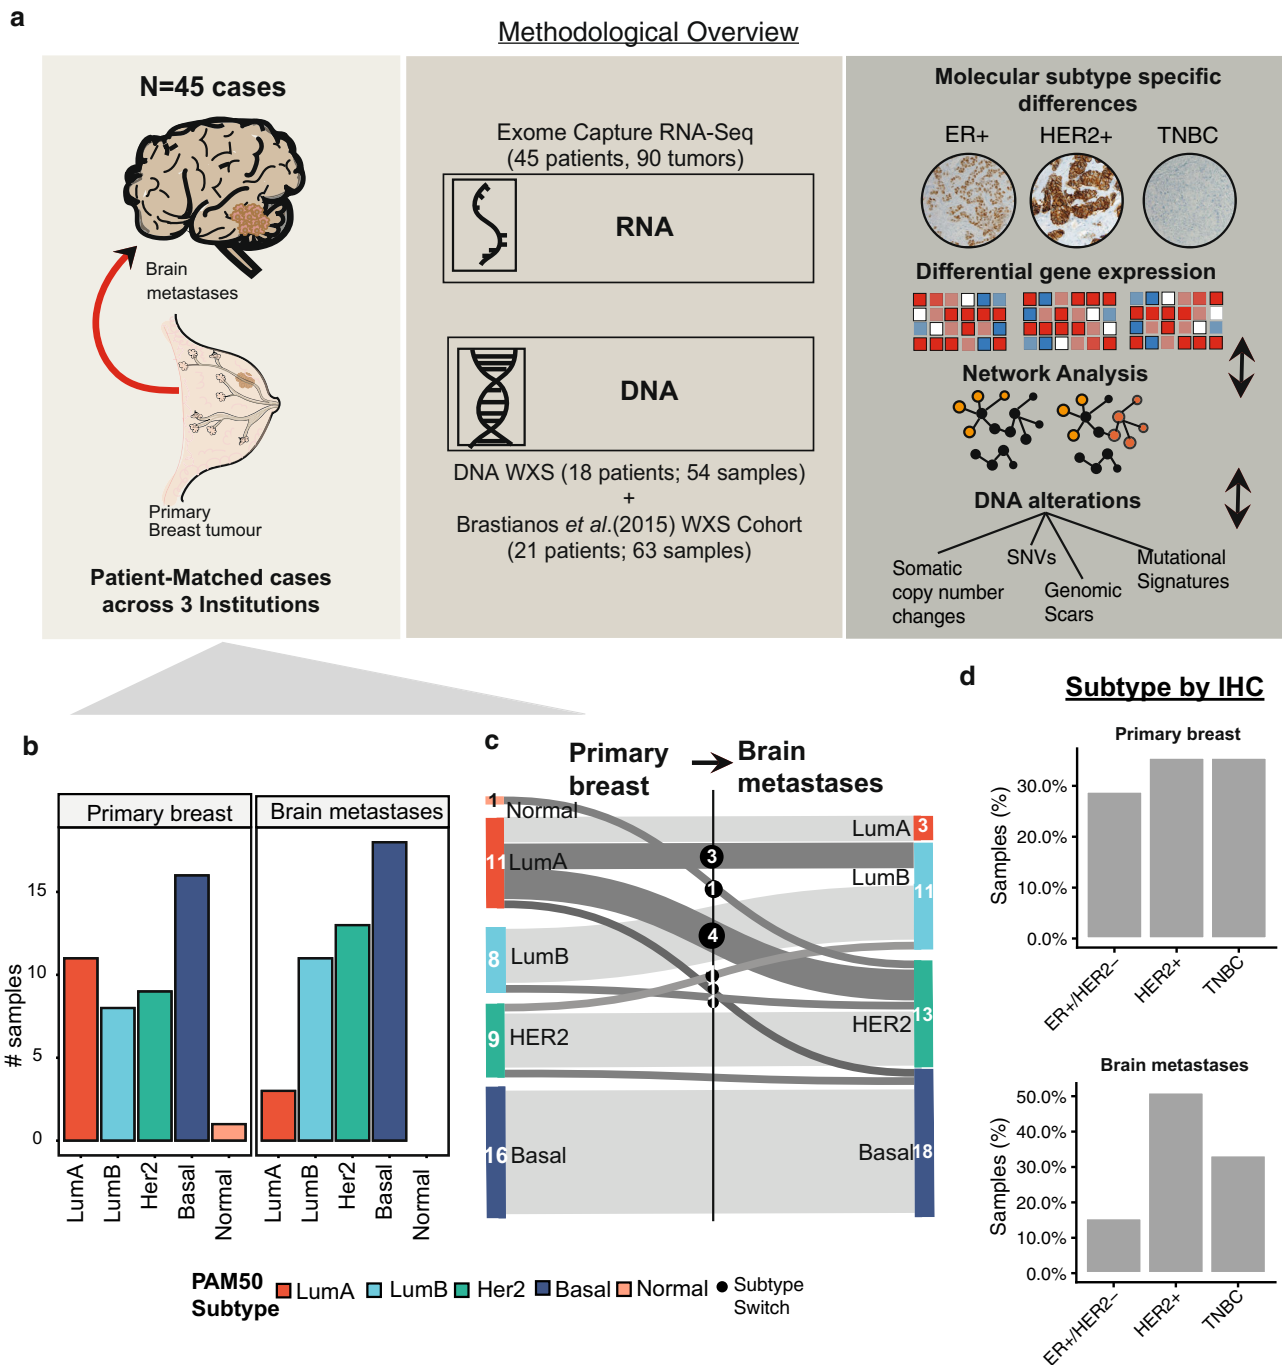 a
Methodological Overview
N=45 cases
Brain
metastases
Primary
Breast tumour
Patient-Matched cases
across 3 Institutions
Exome Capture RNA-Seq
(45 patients, 90 tumors)
RNA
DNA
DNA WXS (18 patients; 54 samples)
+
Brastianos et al.(2015) WXS Cohort
(21 patients; 63 samples)
Molecular subtype specific
differences
ER+ HER2+ TNBC
Differential gene expression
Network Analysis
DNA alterations
Somatic
copy number
changes
SNVs
Genomic
Scars
Mutational
Signatures
b
Primary breast
Brain metastases
# samples
15
10
5
0
LumA
LumB
Her2
Basal
Normal
LumA
LumB
Her2
Basal
Normal
PAM50
Subtype
LumA
LumB
Her2
Basal
Normal
Subtype
Switch
c
Primary
breast
Brain
metastases
1
Normal
11
LumA
8
LumB
9
HER2
16
Basal
3
1
4
LumA
3
LumB
11
HER2
13
Basal
18
d
Subtype by IHC
Primary breast
Samples (%)
30.0%
20.0%
10.0%
0.0%
ER+/HER2−
HER2+
TNBC
Brain metastases
Samples (%)
50.0%
40.0%
30.0%
20.0%
10.0%
0.0%
ER+/HER2−
HER2+
TNBC